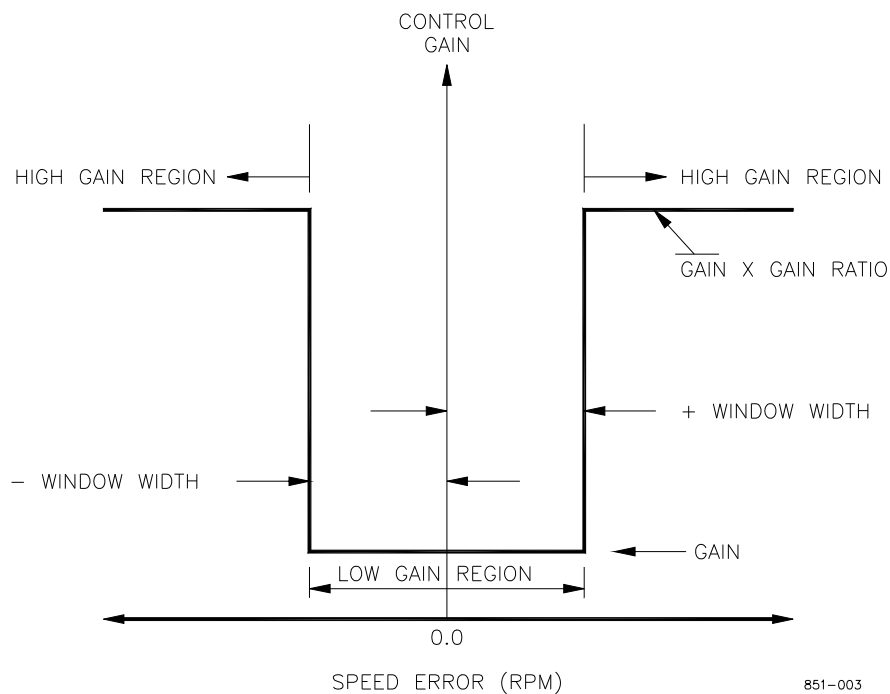 CONTROL
GAIN
HIGH GAIN REGION
HIGH GAIN REGION
GAIN X GAIN RATIO
+ WINDOW WIDTH
− WINDOW WIDTH
GAIN
LOW GAIN REGION
0.0
SPEED ERROR (RPM)
851−003